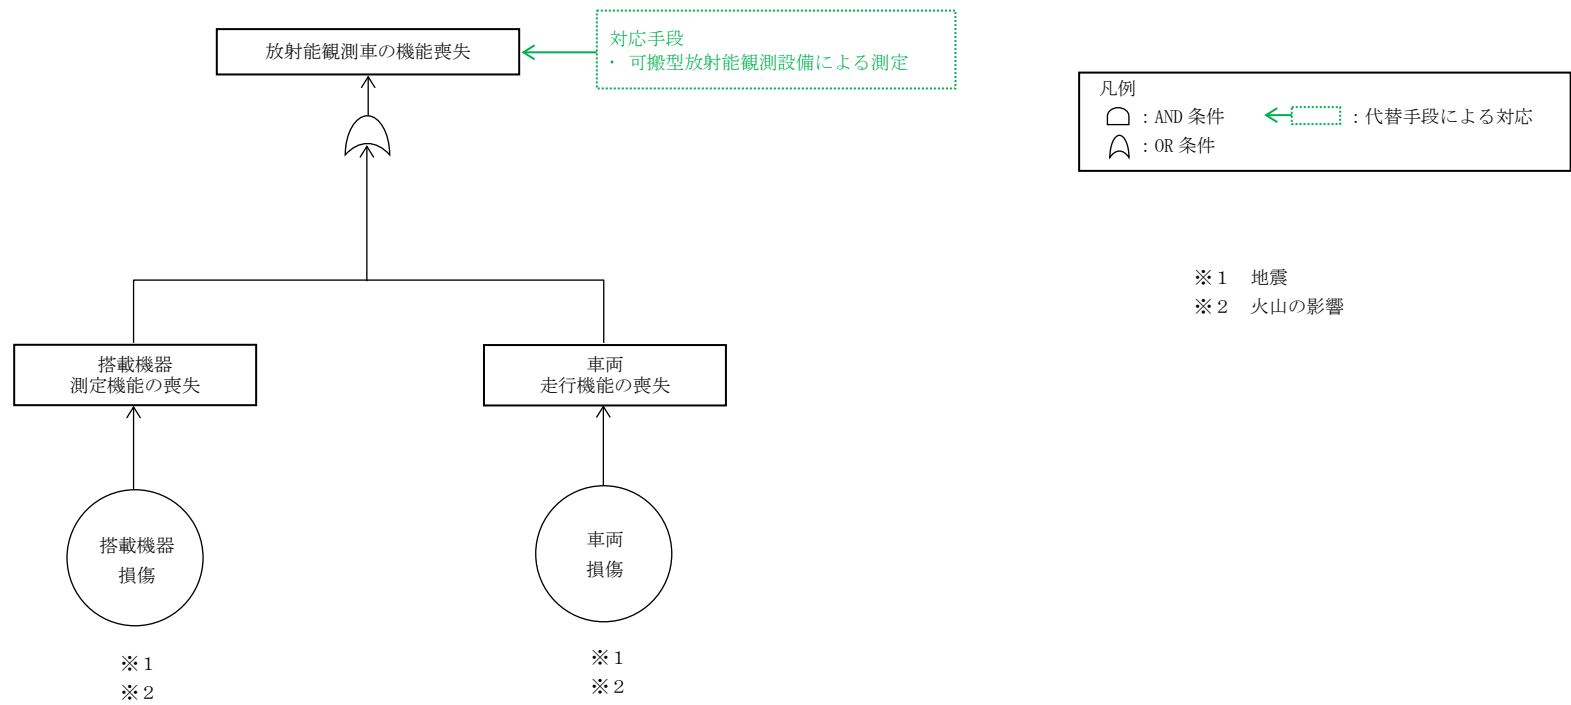 放射能観測車の機能喪失
対応手段
・ 可搬型放射能観測設備による測定
凡例
：AND 条件
：代替手段による対応
：OR 条件
※１　地震
※２　火山の影響
搭載機器
測定機能の喪失
車両
走行機能の喪失
搭載機器
損傷
車両
損傷
※１
※２
※１
※２